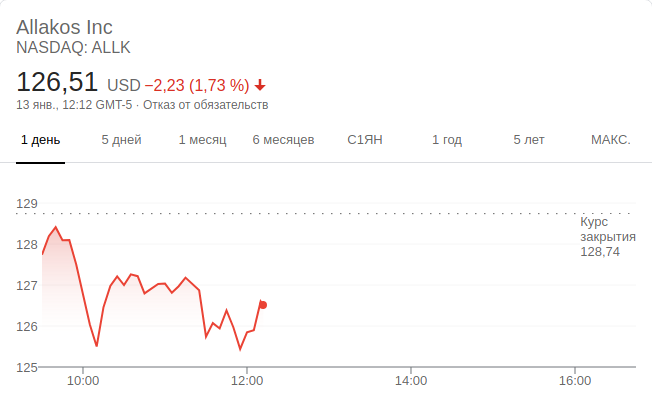 Allakos Inc
NASDAQ: ALLK
126,51 USD −2,23 (1,73 %)
13 янв., 12:12 GMT-5 · Отказ от обязательств
1 день 5 дней 1 месяц 6 месяцев С1ЯН 1 год 5 лет МАКС.
129
Курс
закрытия
128,74
128
127
126
125
10:00 12:00 14:00 16:00